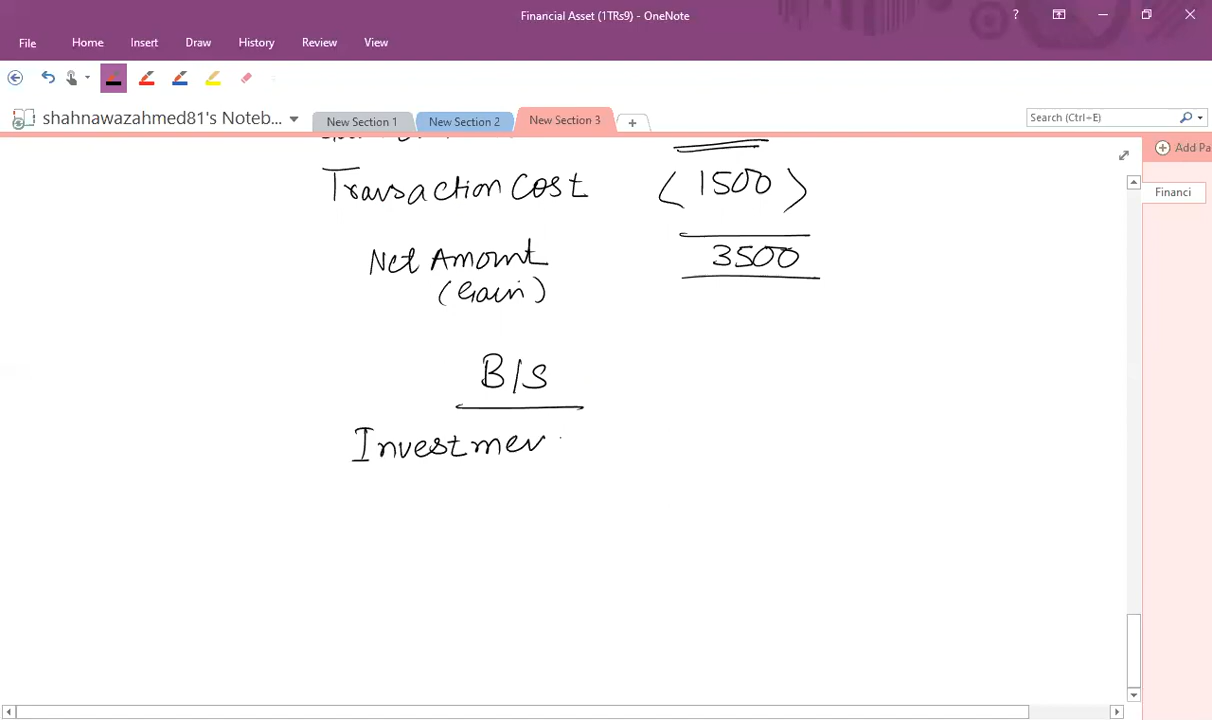 Financial Asset (1TRs9) - OneNote
?
File Home Insert Draw History Review View
shahnawazahmed81's Noteb... New Section 1 New Section 2 New Section 3 + Search (Ctrl+E)
Add Pa
Financi
Transaction Cost (1500)
Net Amount 3500
(Gain)
B/S
Investmen